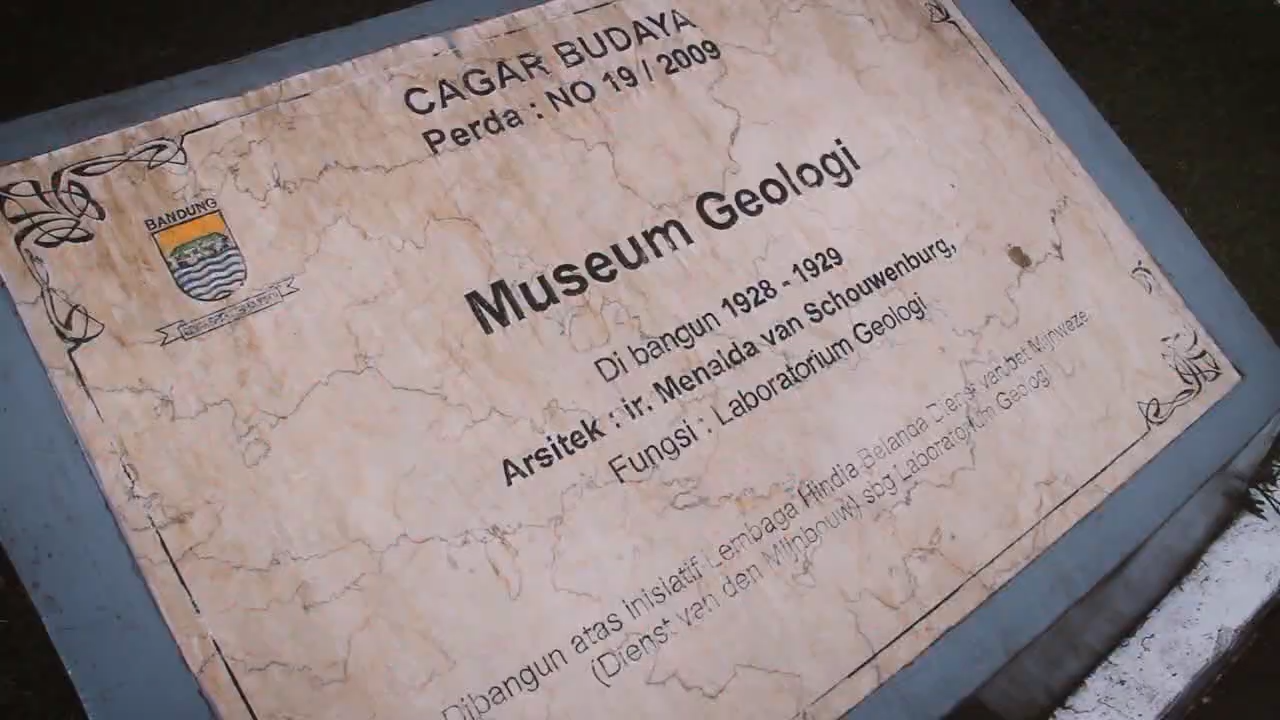 CAGAR BUDAYA
Perda : NO 19 / 2009
BANDUNG
Museum Geologi
Di bangun 1928 - 1929
Arsitek : ir. Menalda van Schouwenburg,
Fungsi : Laboratorium Geologi
Dibangun atas inisiatif Lembaga Hindia Belanda Dienst van het Mijnweze
(Dienst van den Mijnbouw) sbg Laboratorium Geologi